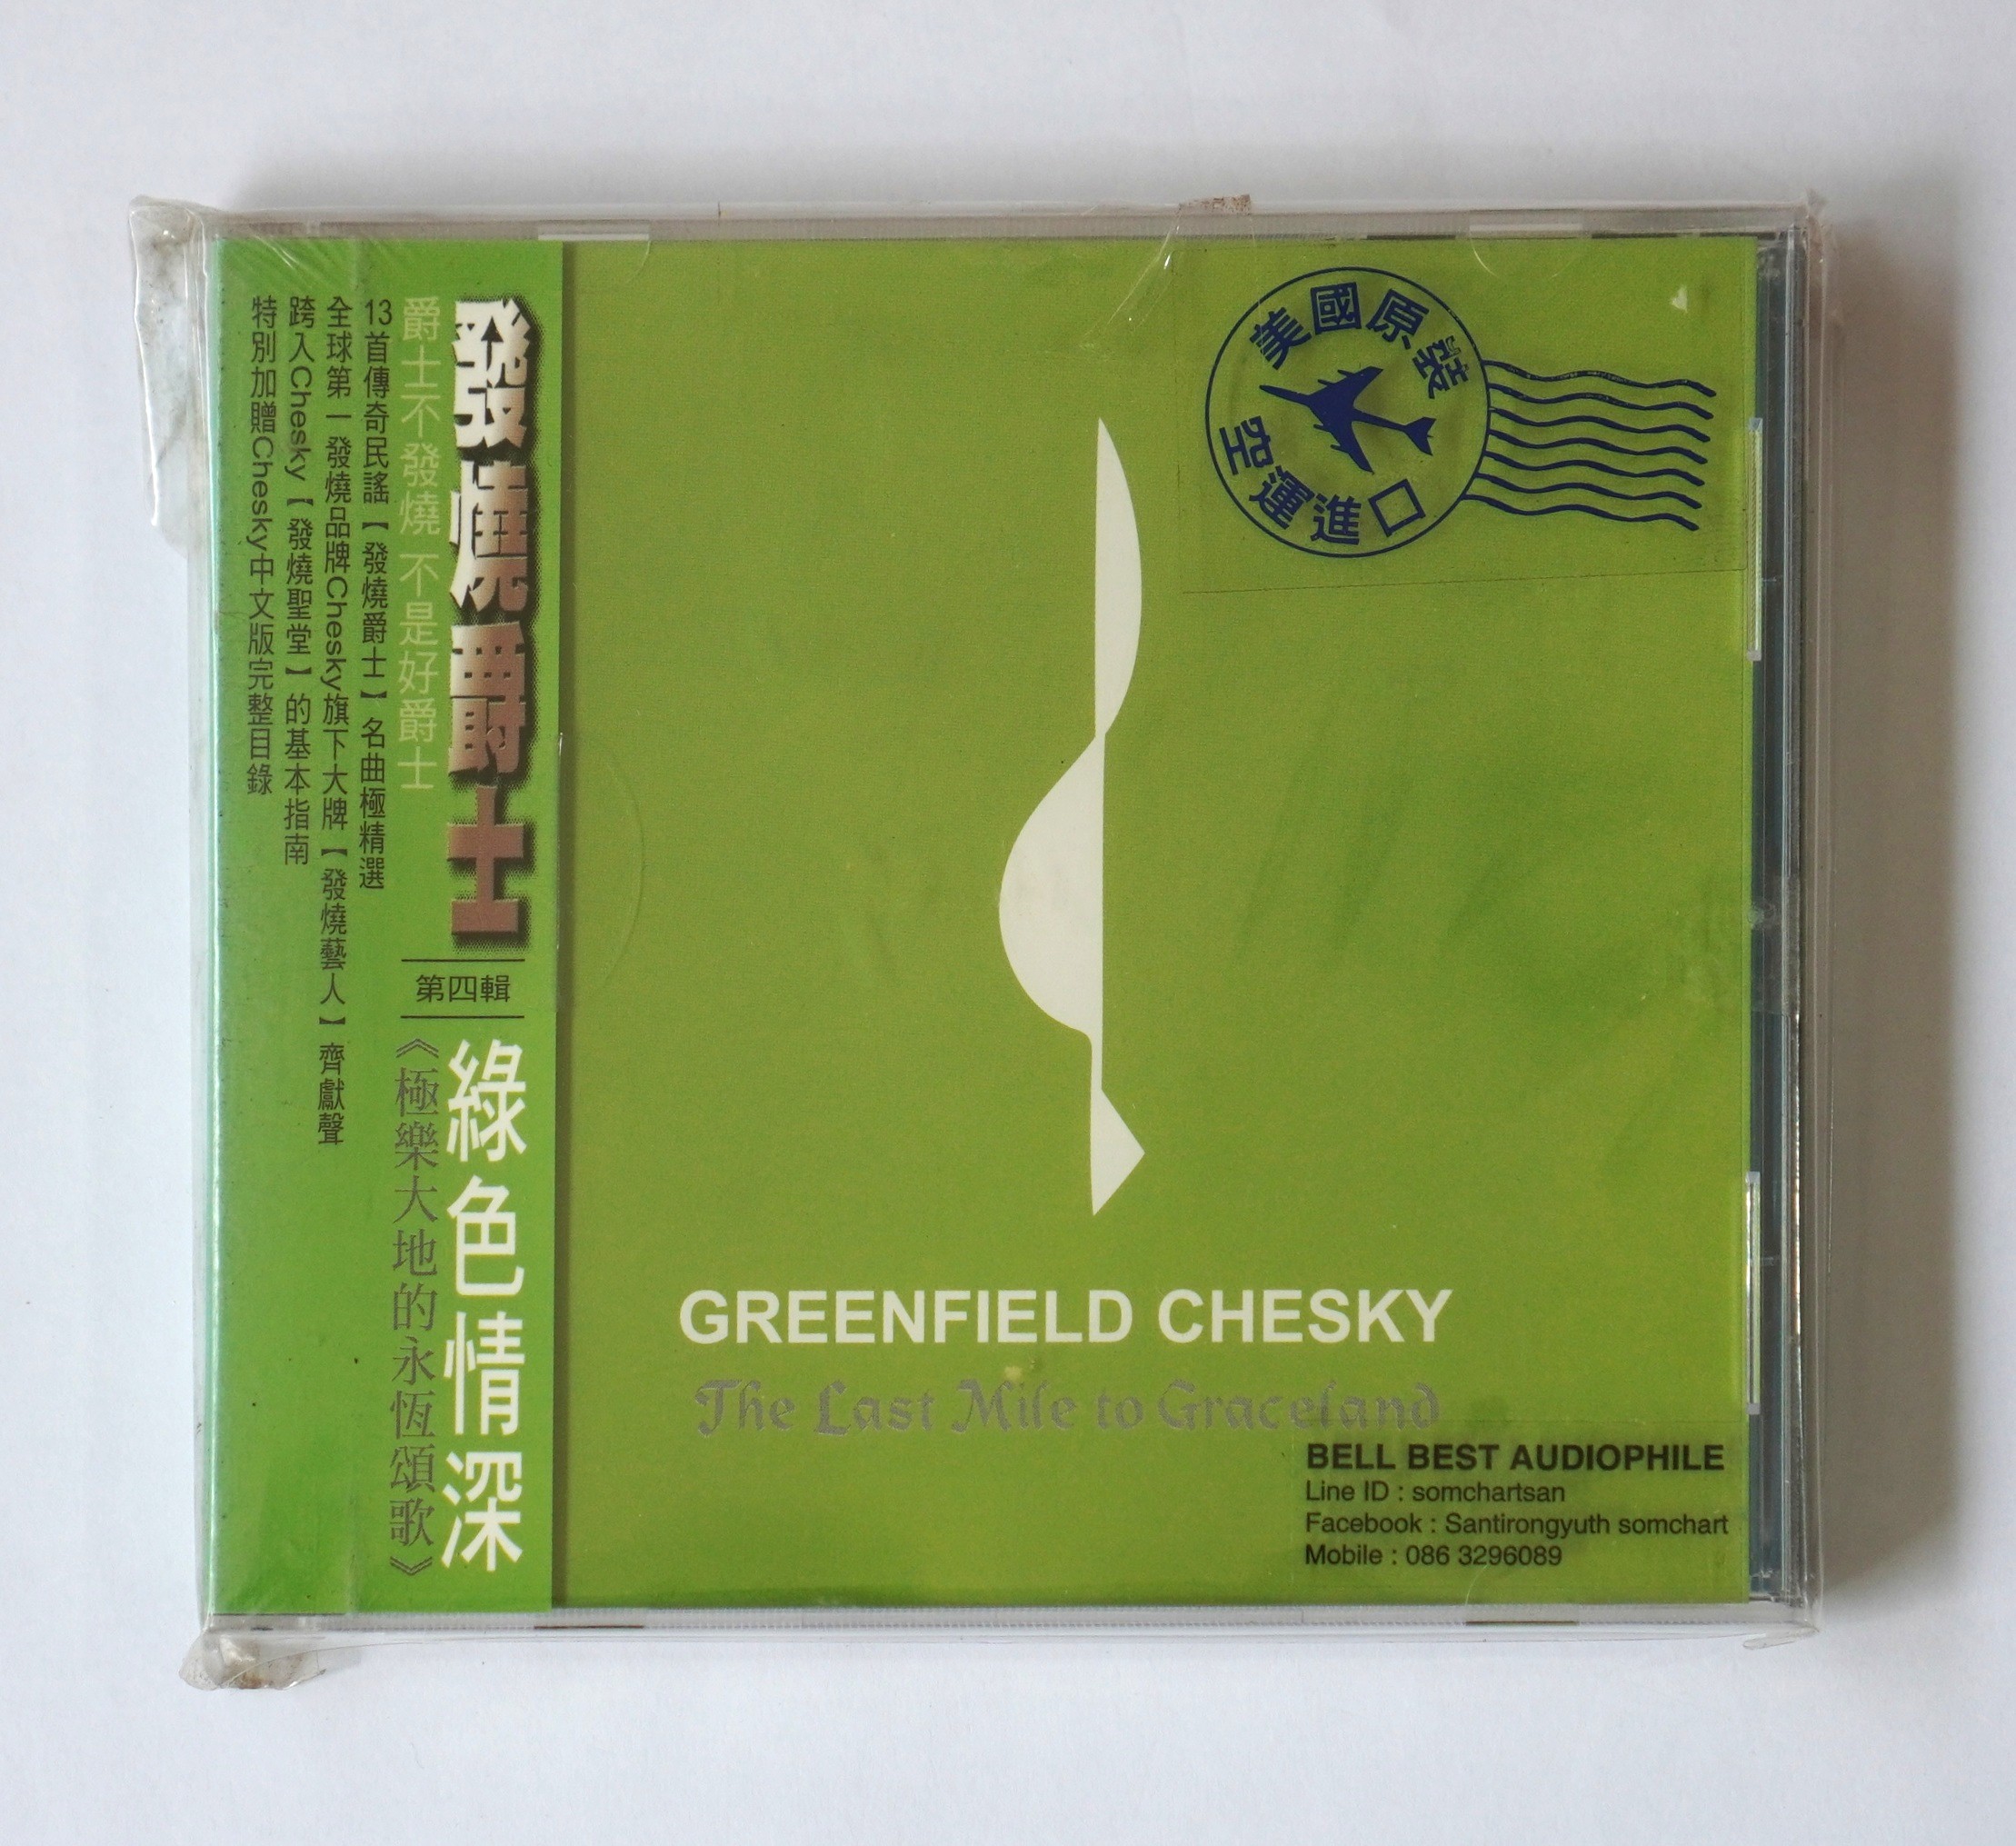 發燒爵士
第四輯
綠色情深
爵士不發燒 不是好爵士
《極樂大地的永恆頌歌》
13首傳奇民謠【發燒爵士】名曲極精選
全球第一發燒品牌Chesky旗下大牌【發燒藝人】齊獻聲
跨入Chesky【發燒聖堂】的基本指南
特別加贈Chesky中文版完整目錄
美國原裝
空運進口
GREENFIELD CHESKY
The Last Mile to Graceland
BELL BEST AUDIOPHILE
Line ID : somchartsan
Facebook : Santirongyuth somchart
Mobile : 086 3296089